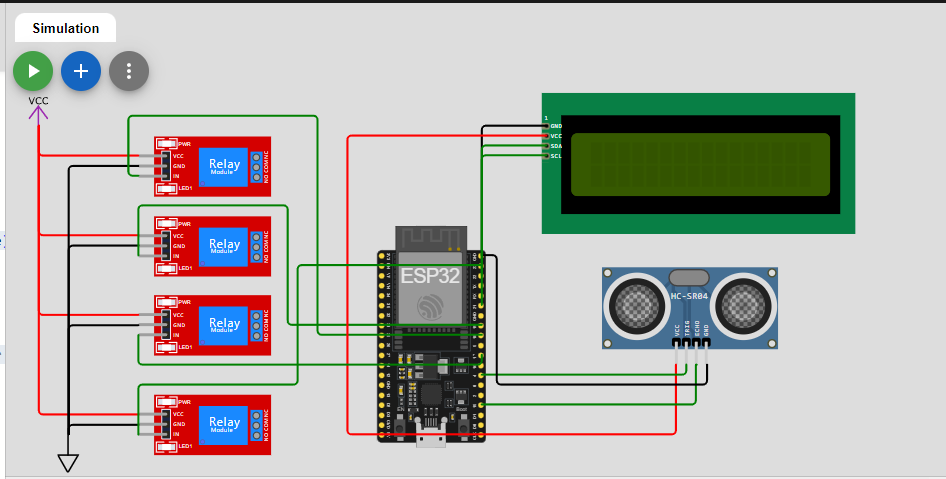 Simulation
VCC
1
GND
VCC
SDA
SCL
PWR
VCC
GND
IN
Relay
Module
NO COM NC
LED1
PWR
VCC
GND
IN
Relay
Module
NO COM NC
LED1
PWR
VCC
GND
IN
Relay
Module
NO COM NC
LED1
PWR
VCC
GND
IN
Relay
Module
NO COM NC
LED1
ESP32
EN
Boot
HC-SR04
VCC
TRIG
ECHO
GND